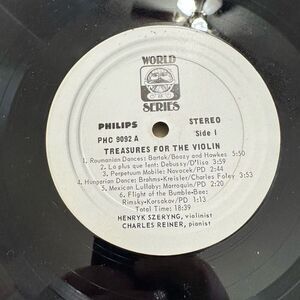 WORLD
SERIES
PHILIPS
STEREO
PHC 9092 A
Side 1
TREASURES FOR THE VIOLIN
1. Roumanian Dances: Bartok/Boozy and Hawkes 5:50
2. La plus que lent: Debussy/D'lisa 3:59
3. Perpetuum Mobile: Novacek/PD 2:44
4. Hungarian Dance: Brahms-Kreisler/Charles Foley 3:53
5. Mexican Lullaby: Marroquin/PD 2:21
6. Flight of the Bumble-Bee:
Rimsky-Korsakov/PD 1:13
Total Time: 18:39
HENRYK SZERYNG, violinist
CHARLES REINER, pianist